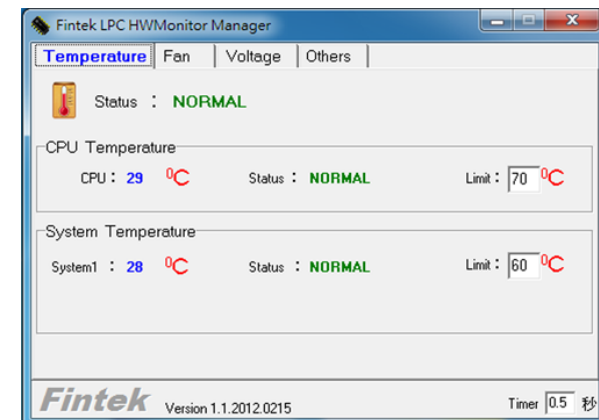 Fintek LPC HWMonitor Manager
Temperature Fan Voltage Others
Status : NORMAL
CPU Temperature
CPU : 29 ⁰C Status : NORMAL Limit : 70 ⁰C
System Temperature
System1 : 28 ⁰C Status : NORMAL Limit : 60 ⁰C
Fintek Version 1.1.2012.0215 Timer 0.5 秒